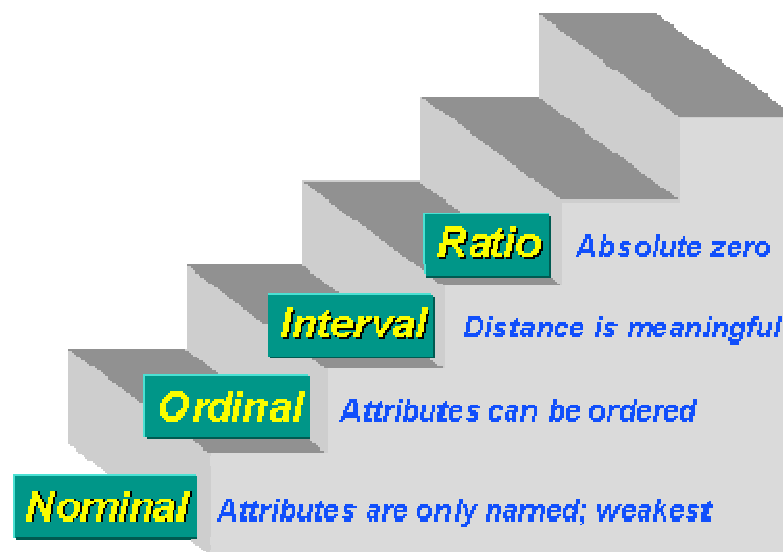 Ratio Absolute zero
Interval Distance is meaningful
Ordinal Attributes can be ordered
Nominal Attributes are only named; weakest